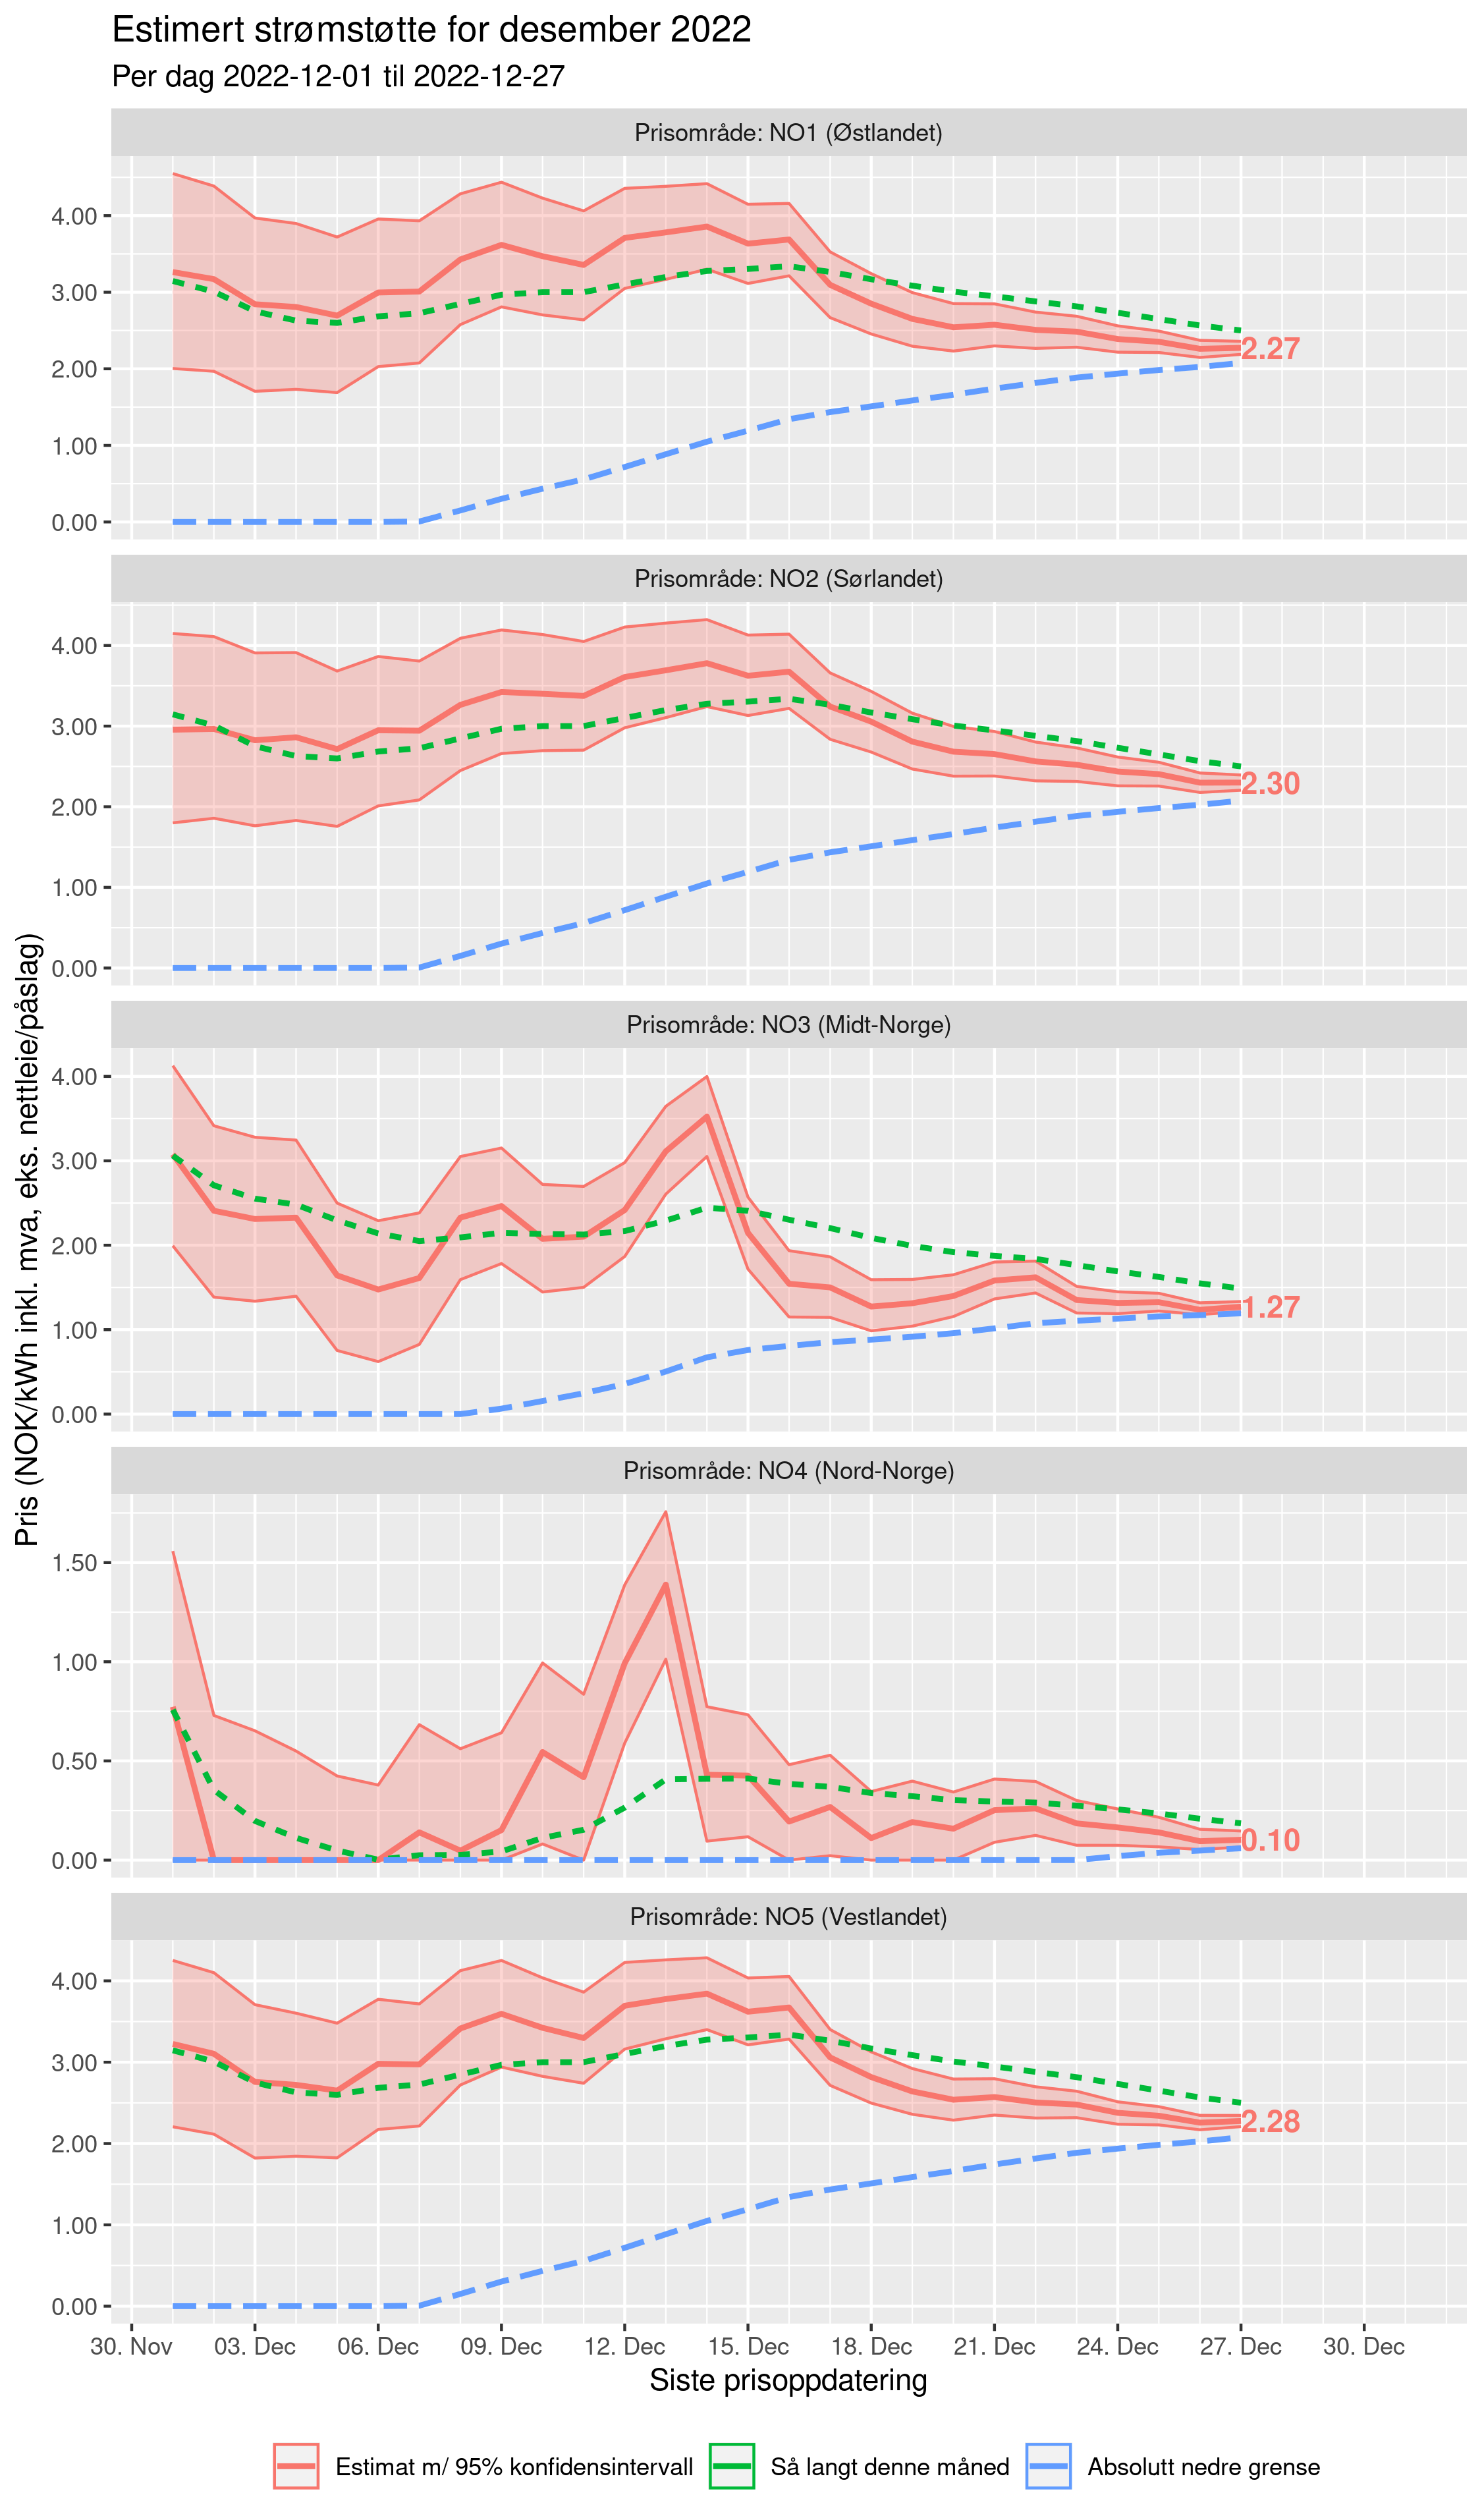 Estimert strømstøtte for desember 2022
Per dag 2022-12-01 til 2022-12-27
Pris (NOK/kWh inkl. mva, eks. nettleie/påslag)
Prisområde: NO1 (Østlandet)
4.00
3.00
2.00
1.00
0.00
2.27
Prisområde: NO2 (Sørlandet)
4.00
3.00
2.00
1.00
0.00
2.30
Prisområde: NO3 (Midt-Norge)
4.00
3.00
2.00
1.00
0.00
1.27
Prisområde: NO4 (Nord-Norge)
1.50
1.00
0.50
0.00
0.10
Prisområde: NO5 (Vestlandet)
4.00
3.00
2.00
1.00
0.00
2.28
30. Nov 03. Dec 06. Dec 09. Dec 12. Dec 15. Dec 18. Dec 21. Dec 24. Dec 27. Dec 30. Dec
Siste prisoppdatering
Estimat m/ 95% konfidensintervall Så langt denne måned Absolutt nedre grense